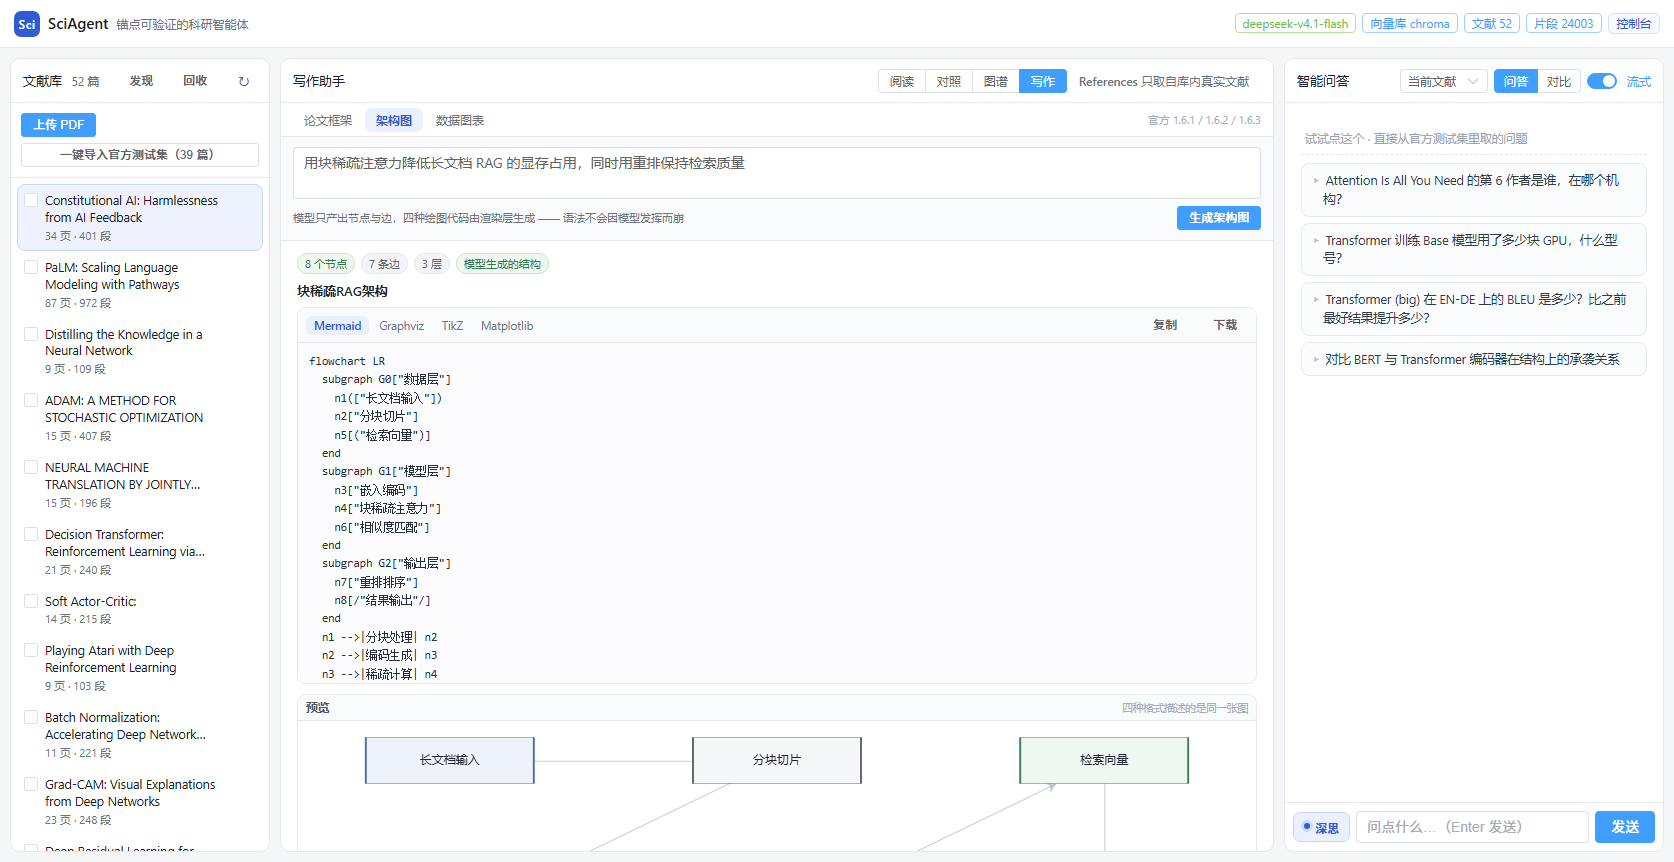 Sci SciAgent 锚点可验证的科研智能体
deepseek-v4.1-flash 向量库 chroma 文献 52 片段 24003 控制台
文献库 52 篇 发现 回收 ↻
上传 PDF
一键导入官方测试集（39 篇）
Constitutional AI: Harmlessness
from AI Feedback
34 页 · 401 段
PaLM: Scaling Language
Modeling with Pathways
87 页 · 972 段
Distilling the Knowledge in a
Neural Network
9 页 · 109 段
ADAM: A METHOD FOR
STOCHASTIC OPTIMIZATION
15 页 · 407 段
NEURAL MACHINE
TRANSLATION BY JOINTLY...
15 页 · 196 段
Decision Transformer:
Reinforcement Learning via...
21 页 · 240 段
Soft Actor-Critic:
14 页 · 215 段
Playing Atari with Deep
Reinforcement Learning
9 页 · 103 段
Batch Normalization:
Accelerating Deep Network...
11 页 · 221 段
Grad-CAM: Visual Explanations
from Deep Networks
23 页 · 248 段
Deep Residual Learning for
写作助手 阅读 对照 图谱 写作 References 只取自库内真实文献
论文框架 架构图 数据图表 官方 1.6.1 / 1.6.2 / 1.6.3
用块稀疏注意力降低长文档 RAG 的显存占用，同时用重排保持检索质量
模型只产出节点与边，四种绘图代码由渲染层生成 —— 语法不会因模型发挥而崩 生成架构图
8 个节点 7 条边 3 层 模型生成的结构
块稀疏RAG架构
Mermaid Graphviz TikZ Matplotlib 复制 下载
flowchart LR
subgraph G0["数据层"]
n1(["长文档输入"])
n2["分块切片"]
n5[("检索向量")]
end
subgraph G1["模型层"]
n3["嵌入编码"]
n4["块稀疏注意力"]
n6["相似度匹配"]
end
subgraph G2["输出层"]
n7["重排排序"]
n8[/"结果输出"/]
end
n1 -->|分块处理| n2
n2 -->|编码生成| n3
n3 -->|稀疏计算| n4
预览 四种格式描述的是同一张图
长文档输入 分块切片 检索向量
智能问答 当前文献 问答 对比 流式
试试点这个 · 直接从官方测试集里取的问题
Attention Is All You Need 的第 6 作者是谁，在哪个机
构？
Transformer 训练 Base 模型用了多少块 GPU，什么型
号？
Transformer (big) 在 EN-DE 上的 BLEU 是多少？比之前
最好结果提升多少？
对比 BERT 与 Transformer 编码器在结构上的承袭关系
深思 问点什么…（Enter 发送） 发送